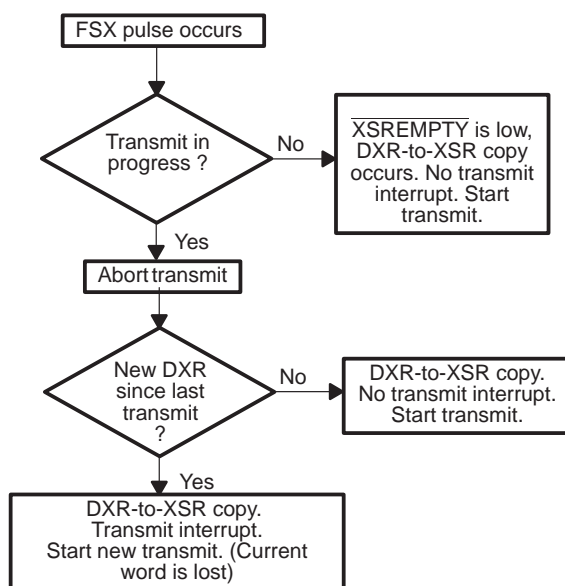 FSX pulse occurs
Transmit in
progress ?
No
XSREMPTY is low,
DXR-to-XSR copy
occurs. No transmit
interrupt. Start
transmit.
Yes
Abort transmit
New DXR
since last
transmit
?
No
DXR-to-XSR copy.
No transmit interrupt.
Start transmit.
Yes
DXR-to-XSR copy.
Transmit interrupt.
Start new transmit. (Current
word is lost)